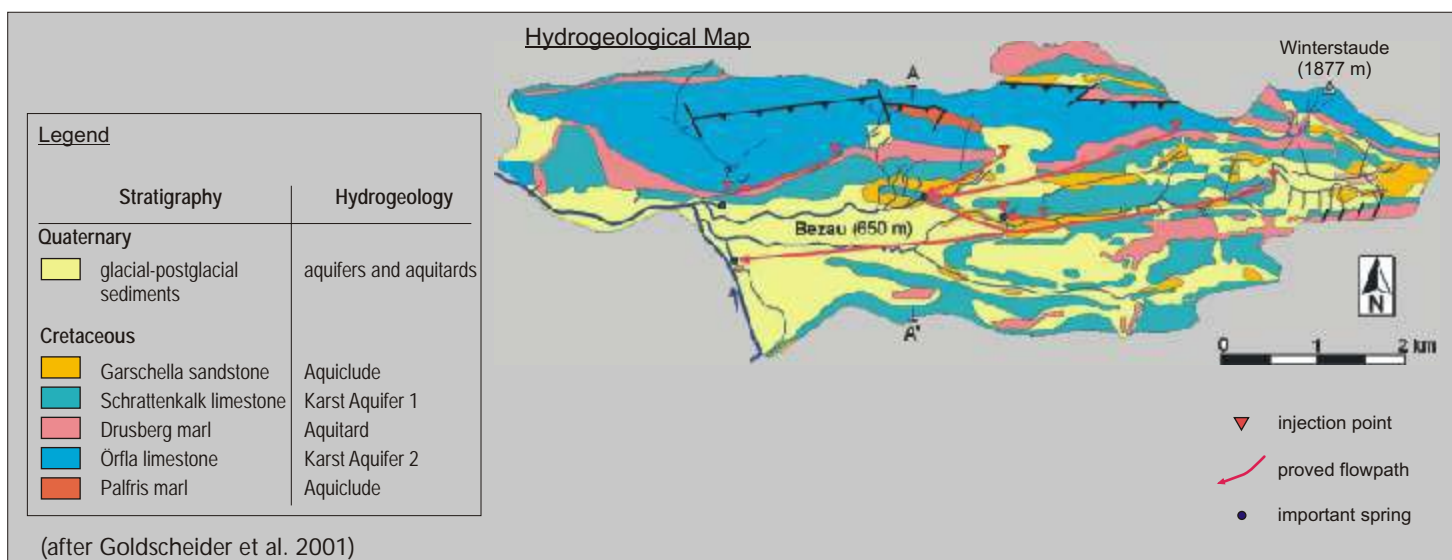 Hydrogeological Map
Winterstaude
(1877 m)
A
Bezau (650 m)
A'
N
0 1 2 km
Legend
Stratigraphy Hydrogeology
Quaternary
glacial-postglacial aquifers and aquitards
sediments
Cretaceous
Garschella sandstone Aquiclude
Schrattenkalk limestone Karst Aquifer 1
Drusberg marl Aquitard
Örfla limestone Karst Aquifer 2
Palfris marl Aquiclude
injection point
proved flowpath
important spring
(after Goldscheider et al. 2001)